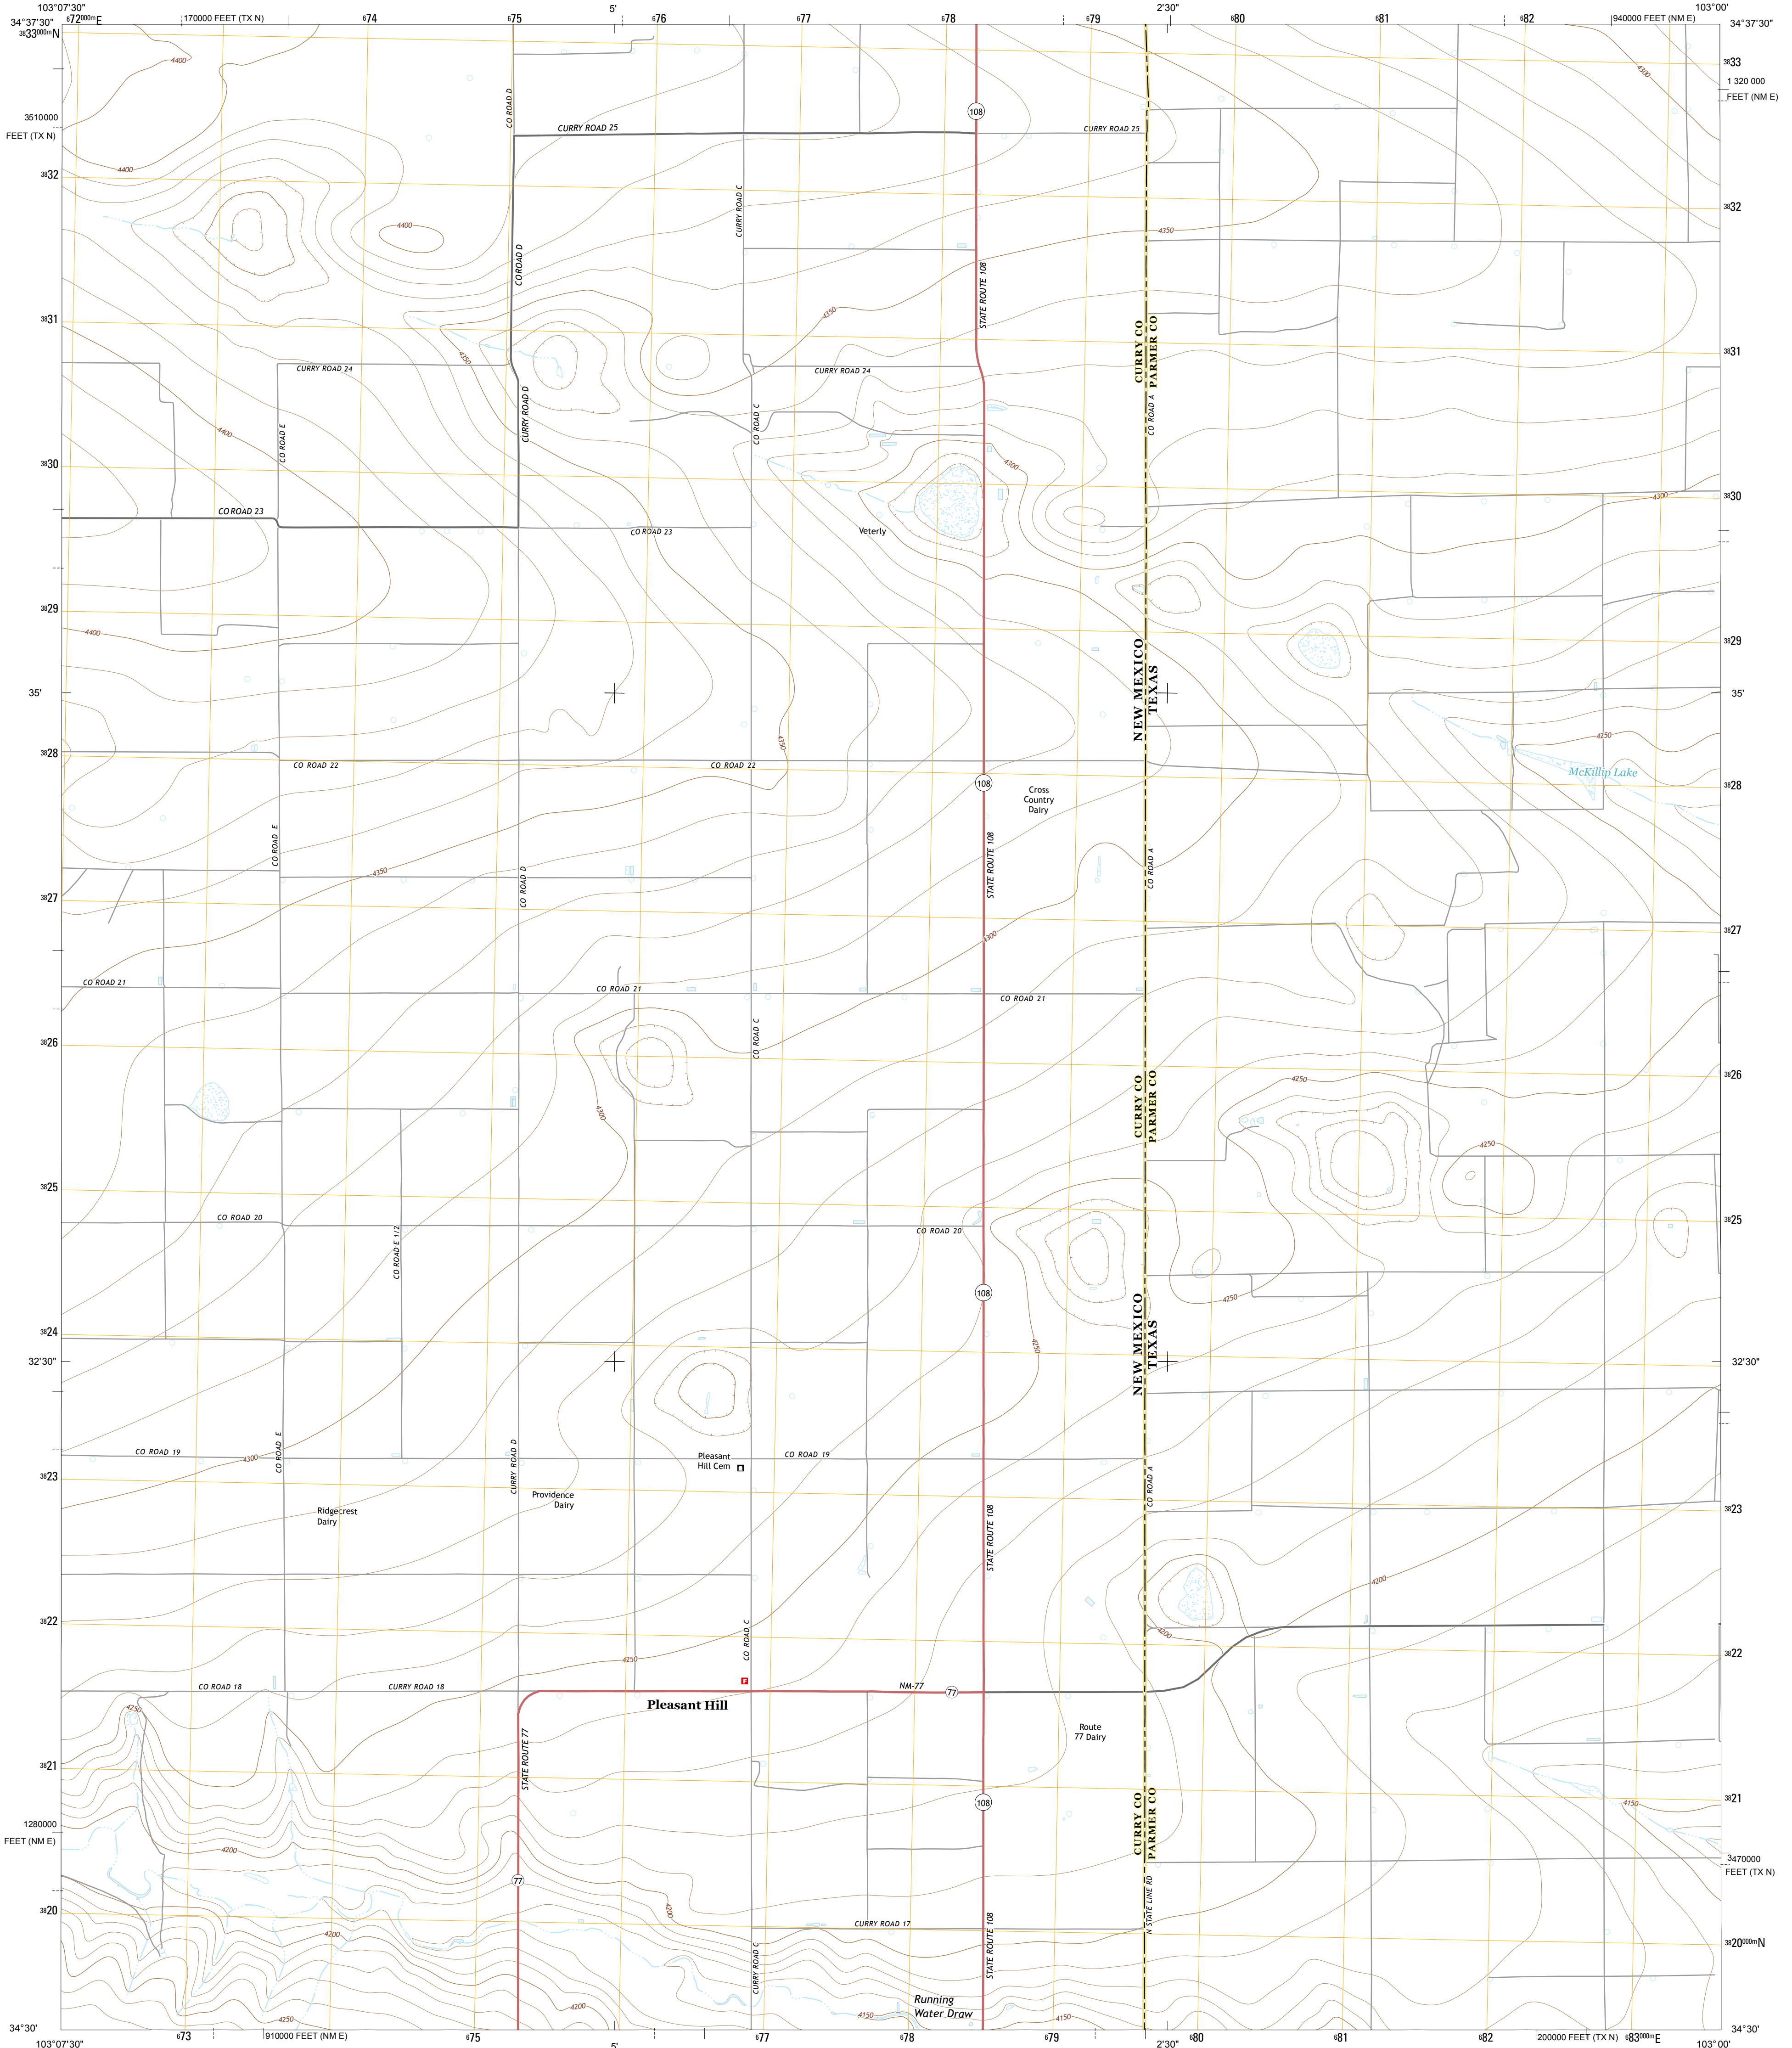 103°07'30"
5'
2'30"
103°00'
⁶72⁰⁰⁰ᵐE
170000 FEET (TX N)
⁶74
⁶75
⁶76
⁶77
⁶78
⁶79
⁶80
⁶81
⁶82
940000 FEET (NM E)
34°37'30"
34°37'30"
³⁸33⁰⁰⁰ᵐN
³⁸33
4400
4300
1 320 000
FEET (NM E)
3510000
FEET (TX N)
CO ROAD D
108
CURRY ROAD 25
CURRY ROAD 25
4400
³⁸32
³⁸32
CURRY ROAD C
4400
4350
CO ROAD D
STATE ROUTE 108
³⁸31
4350
CURRY CO
PARMER CO
³⁸31
4350
CURRY ROAD 24
CURRY ROAD 24
CURRY ROAD D
CO ROAD E
4400
CO ROAD C
CO ROAD A
³⁸30
4300
4300
³⁸30
CO ROAD 23
CO ROAD 23
Veterly
³⁸29
4400
³⁸29
NEW MEXICO
TEXAS
35'
35'
4350
4250
³⁸28
CO ROAD 22
CO ROAD 22
108
McKillip Lake
³⁸28
Cross
Country
Dairy
CO ROAD E
4350
CO ROAD D
STATE ROUTE 108
CO ROAD A
³⁸27
4300
³⁸27
CO ROAD 21
CO ROAD 21
CO ROAD 21
CO ROAD C
³⁸26
³⁸26
4250
4300
CURRY CO
PARMER CO
4250
³⁸25
CO ROAD 20
CO ROAD 20
³⁸25
CO ROAD E 1/2
108
4250
NEW MEXICO
TEXAS
³⁸24
³⁸24
4250
32'30"
32'30"
CO ROAD 19
4300
CO ROAD E
CURRY ROAD D
Pleasant
Hill Cem
CO ROAD 19
CO ROAD A
³⁸23
Providence
Dairy
Ridgecrest
Dairy
³⁸23
STATE ROUTE 108
4200
³⁸22
CO ROAD C
4200
4250
³⁸22
CO ROAD 18
CURRY ROAD 18
F
NM-77
77
Pleasant Hill
4250
Route
77 Dairy
STATE ROUTE 77
³⁸21
CURRY CO
PARMER CO
³⁸21
108
4150
1280000
FEET (NM E)
4200
3470000
FEET (TX N)
77
³⁸20
4200
4200
CURRY ROAD 17
N STATE LINE RD
STATE ROUTE 108
CURRY ROAD C
³⁸20⁰⁰⁰ᵐN
Running
Water Draw
4250
4200
4150
4150
34°30'
34°30'
⁶73
910000 FEET (NM E)
⁶75
⁶77
⁶78
⁶79
⁶80
⁶81
⁶82
200000 FEET (TX N)
⁶83⁰⁰⁰ᵐE
103°07'30"
5'
2'30"
103°00'